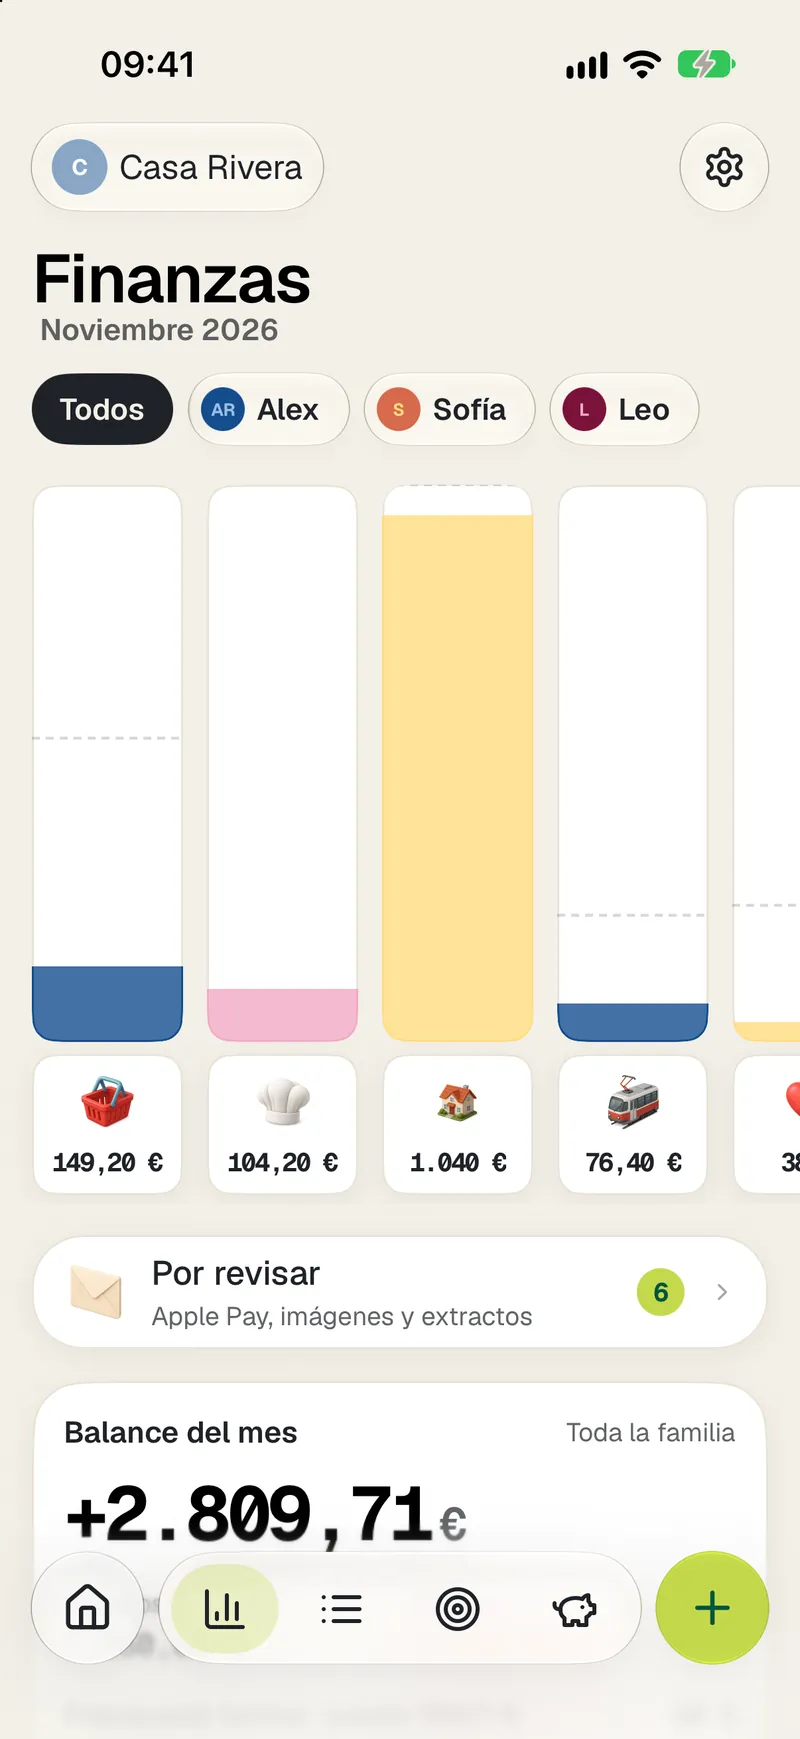 09:41
C Casa Rivera
Finanzas
Noviembre 2026
Todos AR Alex S Sofía L Leo
149,20 € 104,20 € 1.040 € 76,40 € 38
Por revisar
Apple Pay, imágenes y extractos
6
Balance del mes Toda la familia
+2.809,71 €